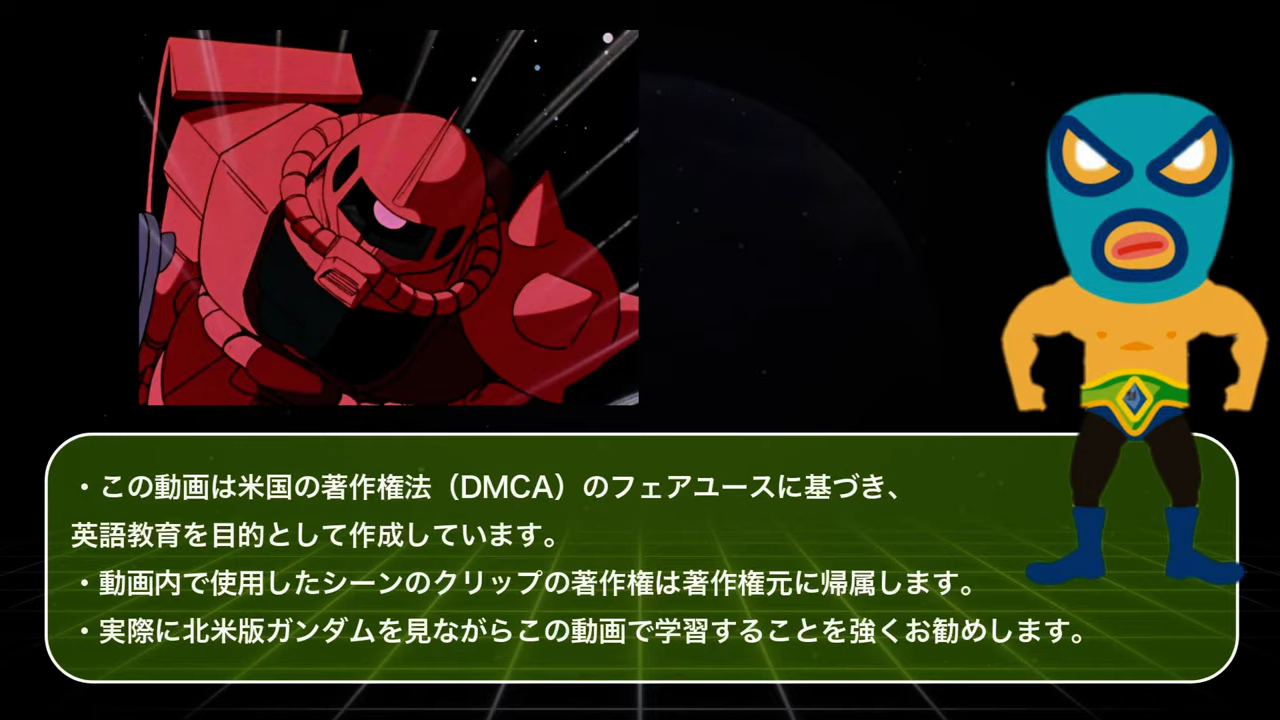 ・この動画は米国の著作権法（DMCA）のフェアユースに基づき、
英語教育を目的として作成しています。
・動画内で使用したシーンのクリップの著作権は著作権元に帰属します。
・実際に北米版ガンダムを見ながらこの動画で学習することを強くお勧めします。